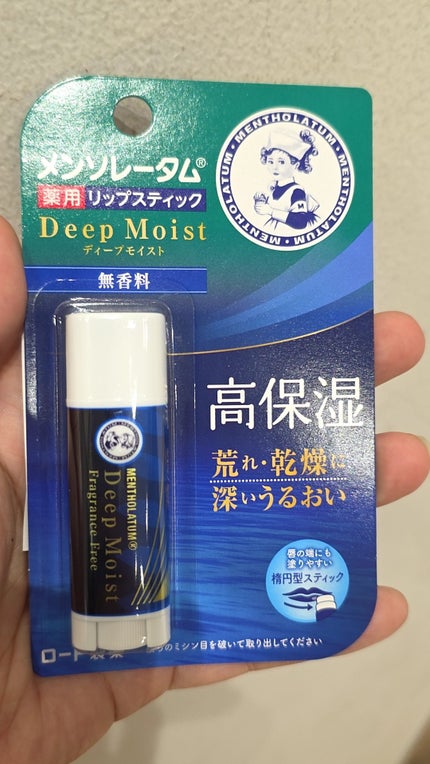 メンソレータム®
薬用 リップスティック
Deep Moist
ディープモイスト
無香料
MENTHOLATUM · MENTHOLATUM · MENTHOLATUM ·
高保湿
荒れ・乾燥に
深いうるおい
唇の端にも
塗りやすい
楕円型スティック
MENTHOLATUM®
Deep Moist
Fragrance Free
ロート製薬
のミシン目を破いて取り出してください